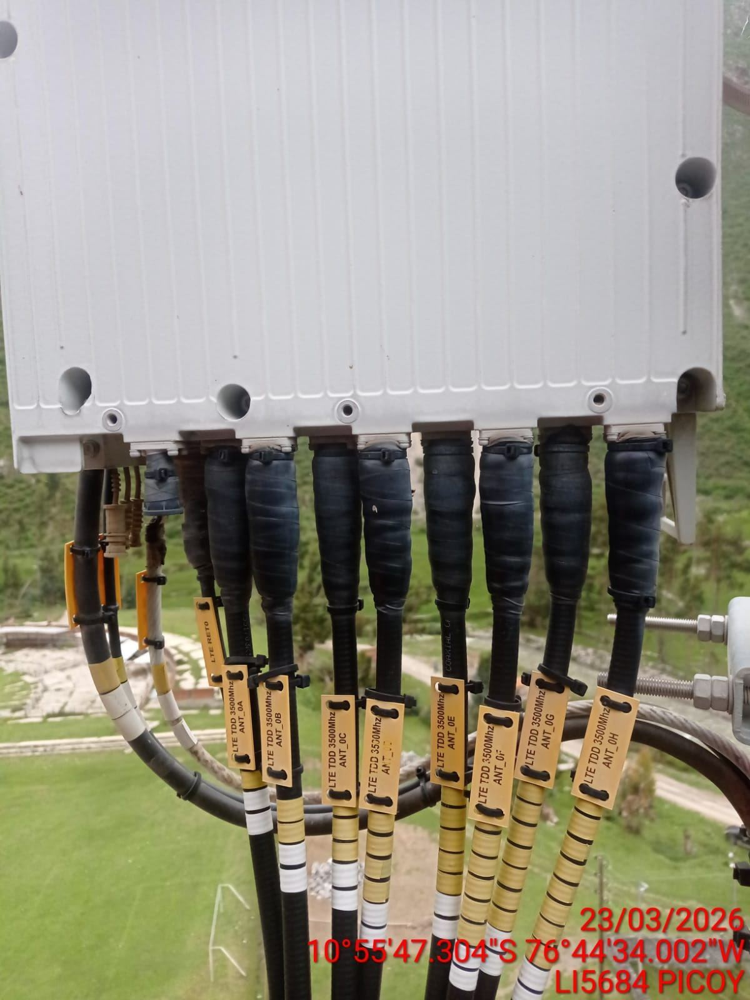 LTE RET0
LTE TDD 3500Mhz
ANT_0A
LTE TDD 3500Mhz
ANT_0B
LTE TDD 3500Mhz
ANT_0C
LTE TDD 3500Mhz
ANT_
LTE TDD 3500Mhz
ANT_0E
LTE TDD 3500Mhz
ANT_0F
LTE TDD 3500Mhz
ANT_0G
LTE TDD 3500Mhz
ANT_0H
COAXIAL
23/03/2026
10°55'47.304"S 76°44'34.002"W
LI5684 PICOY